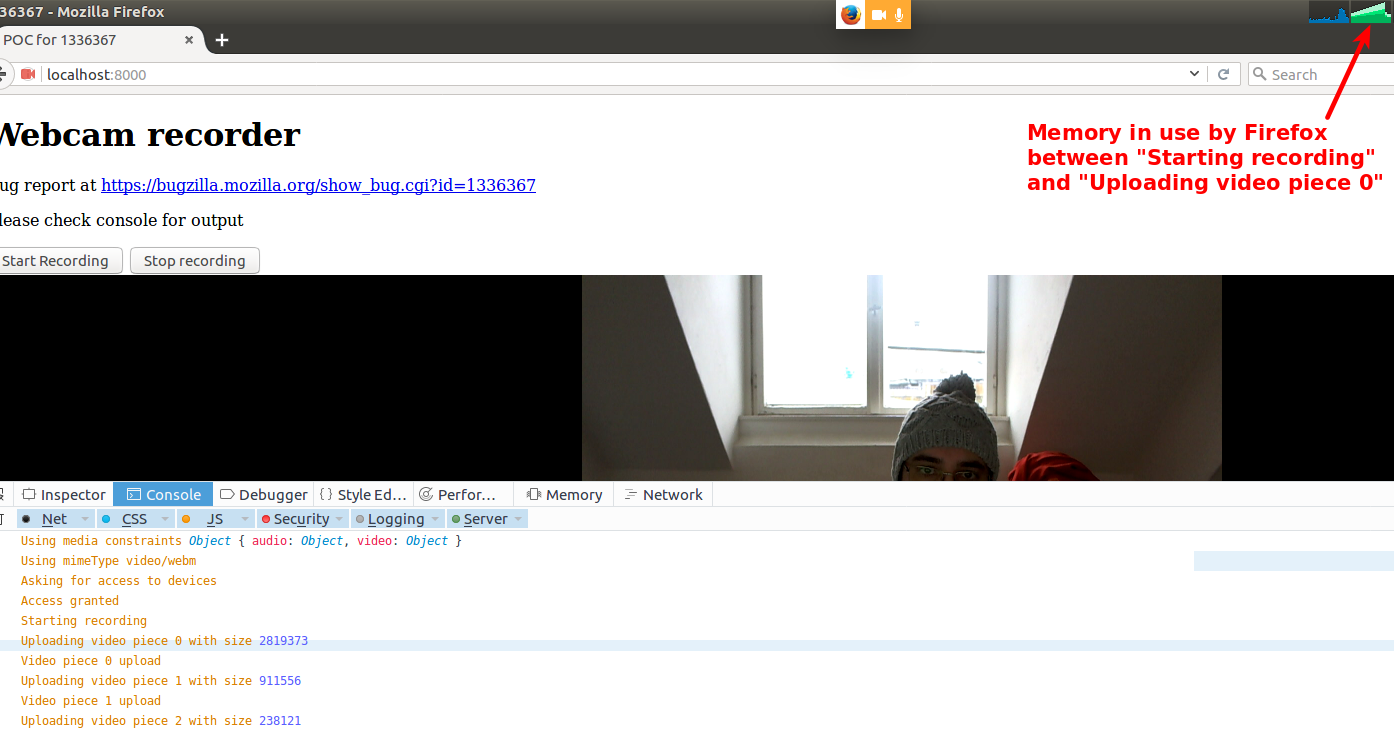 36367 - Mozilla Firefox
POC for 1336367
localhost:8000
Search
Memory in use by Firefox
between "Starting recording"
and "Uploading video piece 0"
Webcam recorder
ug report at https://bugzilla.mozilla.org/show_bug.cgi?id=1336367
lease check console for output
Start Recording Stop recording
Inspector Console Debugger { } Style Ed... Perfor... Memory Network
Net CSS JS Security Logging Server
Using media constraints Object { audio: Object, video: Object }
Using mimeType video/webm
Asking for access to devices
Access granted
Starting recording
Uploading video piece 0 with size 2819373
Video piece 0 upload
Uploading video piece 1 with size 911556
Video piece 1 upload
Uploading video piece 2 with size 238121